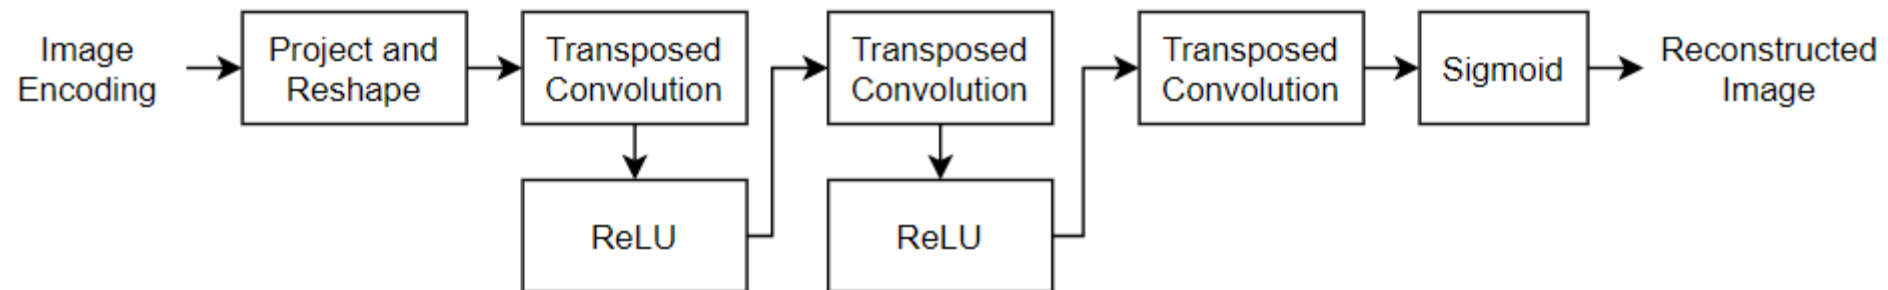 Image
Encoding
Project and
Reshape
Transposed
Convolution
ReLU
Transposed
Convolution
ReLU
Transposed
Convolution
Sigmoid
Reconstructed
Image